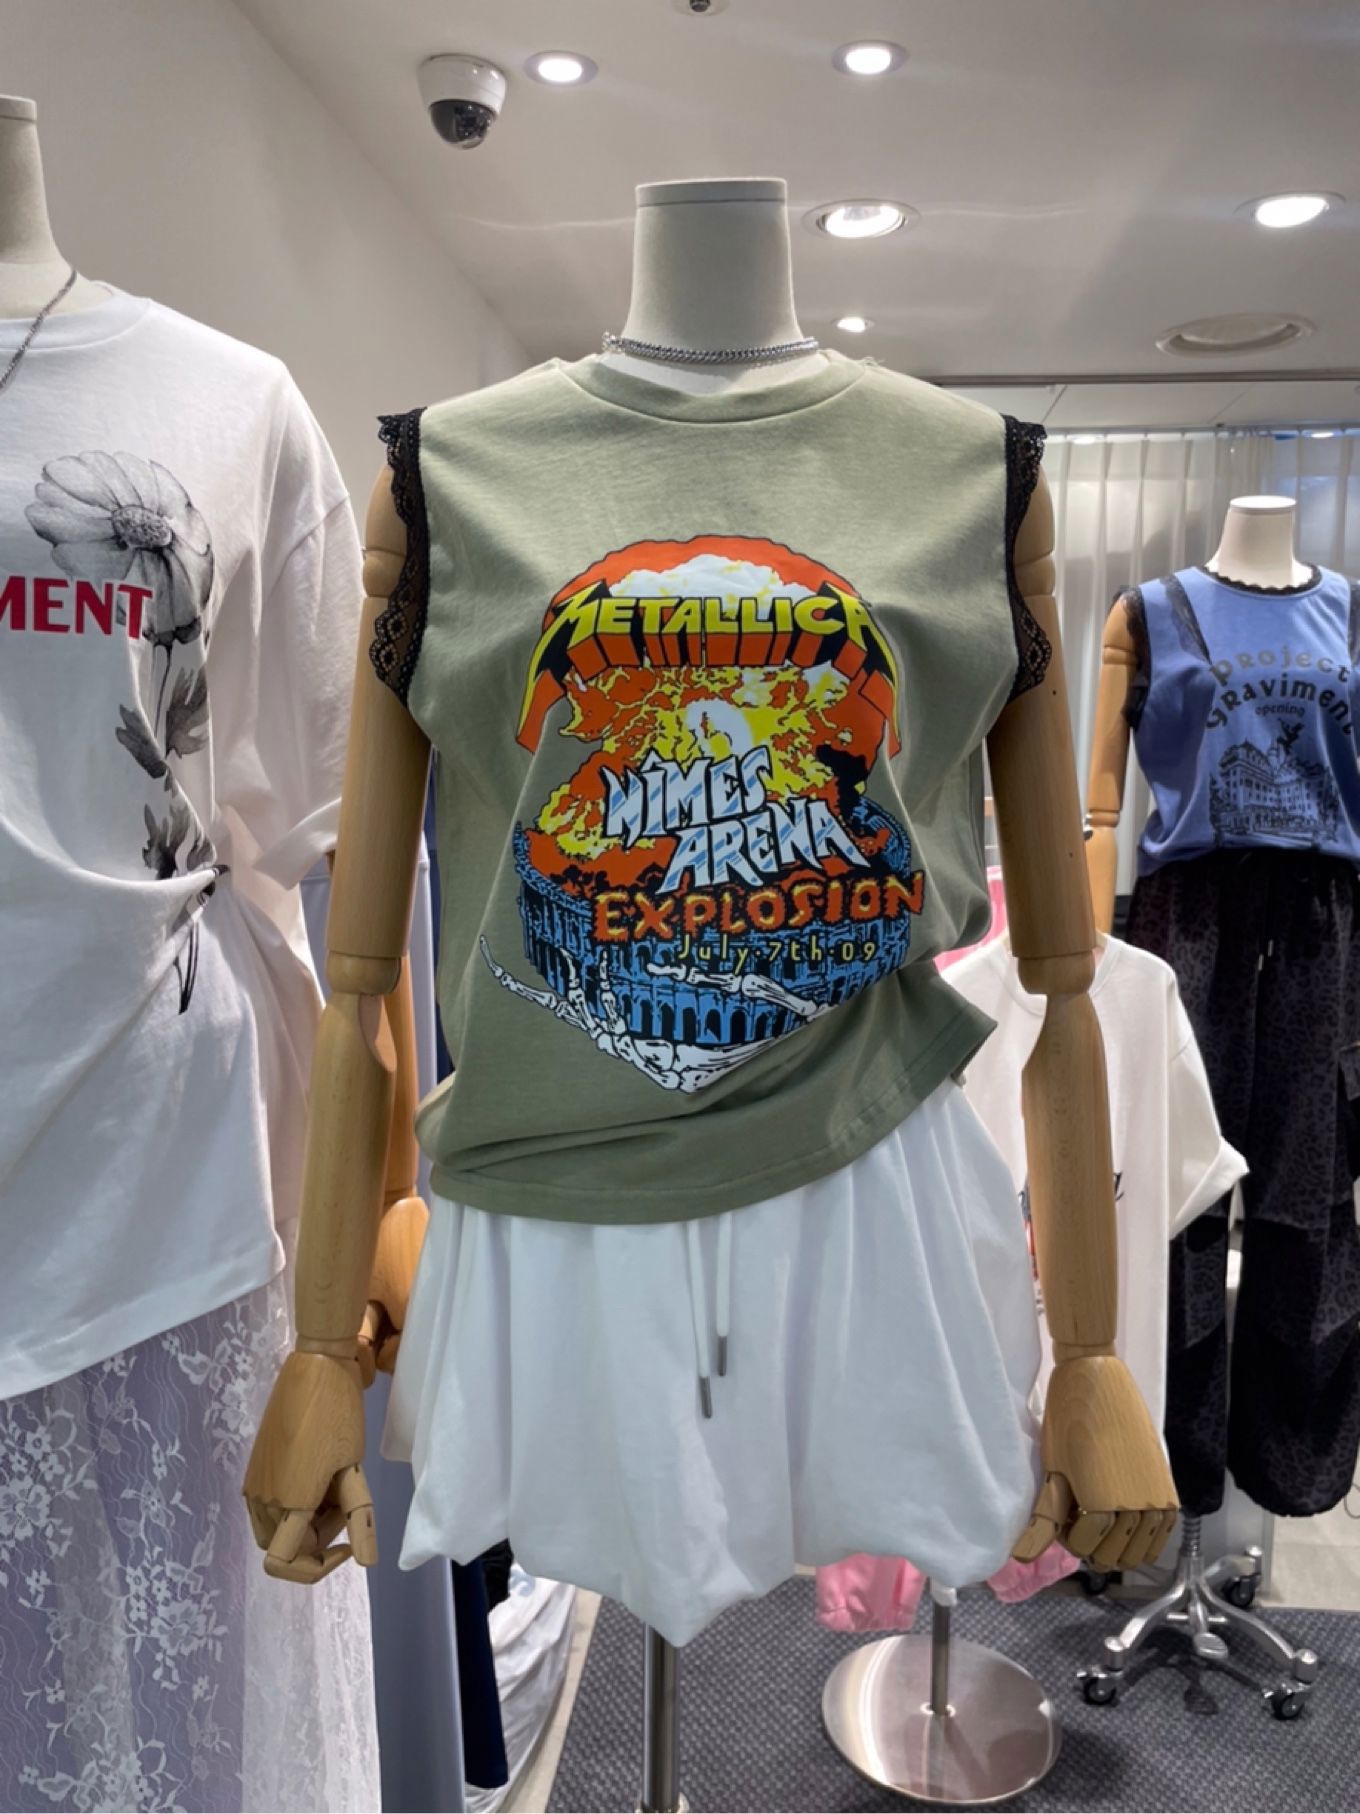 MENT
METALLICA
NÎMES
ARENA
EXPLOSION
July·7th·09
Project
Graviment
opening